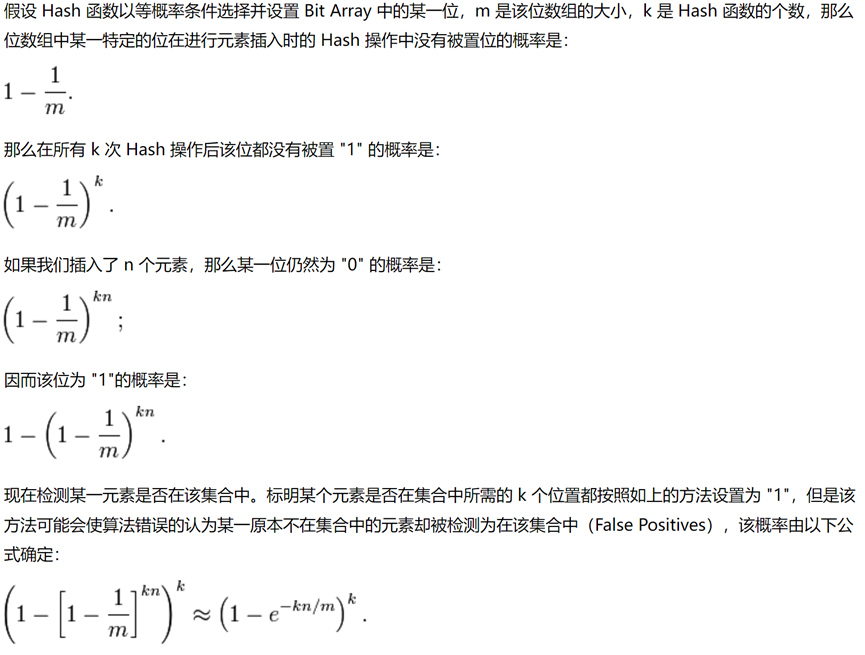 假设 Hash 函数以等概率条件选择并设置 Bit Array 中的某一位，m 是该位数组的大小，k 是 Hash 函数的个数，那么
位数组中某一特定的位在进行元素插入时的 Hash 操作中没有被置位的概率是：
1 − \frac{1}{m}.
那么在所有 k 次 Hash 操作后该位都没有被置 "1" 的概率是：
\left(1 − \frac{1}{m}\right)^{k}.
如果我们插入了 n 个元素，那么某一位仍然为 "0" 的概率是：
\left(1 − \frac{1}{m}\right)^{kn};
因而该位为 "1"的概率是：
1 − \left(1 − \frac{1}{m}\right)^{kn}.
现在检测某一元素是否在该集合中。标明某个元素是否在集合中所需的 k 个位置都按照如上的方法设置为 "1"，但是该
方法可能会使算法错误的认为某一原本不在集合中的元素却被检测为在该集合中（False Positives），该概率由以下公
式确定：
\left(1 − \left[1 − \frac{1}{m}\right]^{kn}\right)^{k} ≈ \left(1 − e^{−kn/m}\right)^{k}.